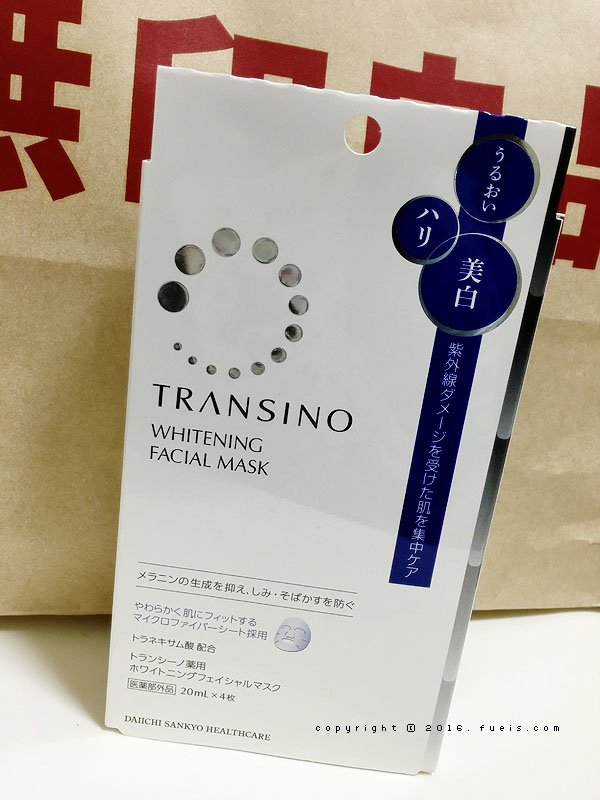 無印良品
うるおい
ハリ
美白
紫外線ダメージを受けた肌を集中ケア
TRANSINO
WHITENING
FACIAL MASK
メラニンの生成を抑え、しみ・そばかすを防ぐ
やわらかく肌にフィットする
マイクロファイバーシート採用
トラネキサム酸 配合
トランシーノ薬用
ホワイトニングフェイシャルマスク
医薬部外品 20mL×4枚
DAIICHI SANKYO HEALTHCARE
copyright © 2016. fueis.com